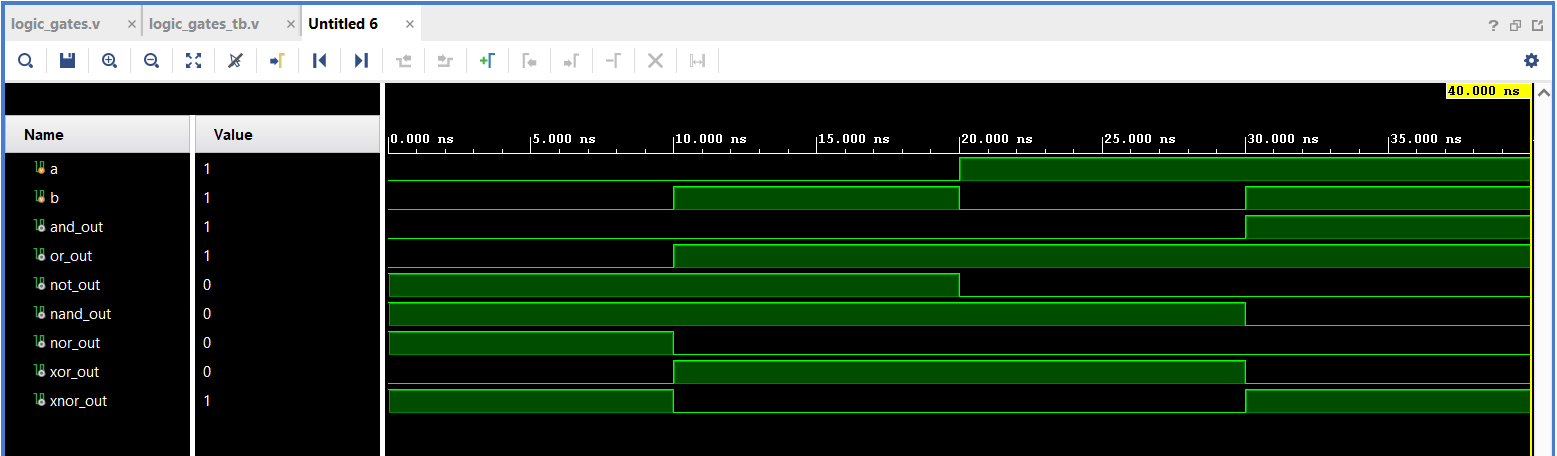 logic_gates.v × logic_gates_tb.v × Untitled 6 ×
?
40.000 ns
Name Value
0.000 ns 5.000 ns 10.000 ns 15.000 ns 20.000 ns 25.000 ns 30.000 ns 35.000 ns
a 1
b 1
and_out 1
or_out 1
not_out 0
nand_out 0
nor_out 0
xor_out 0
xnor_out 1